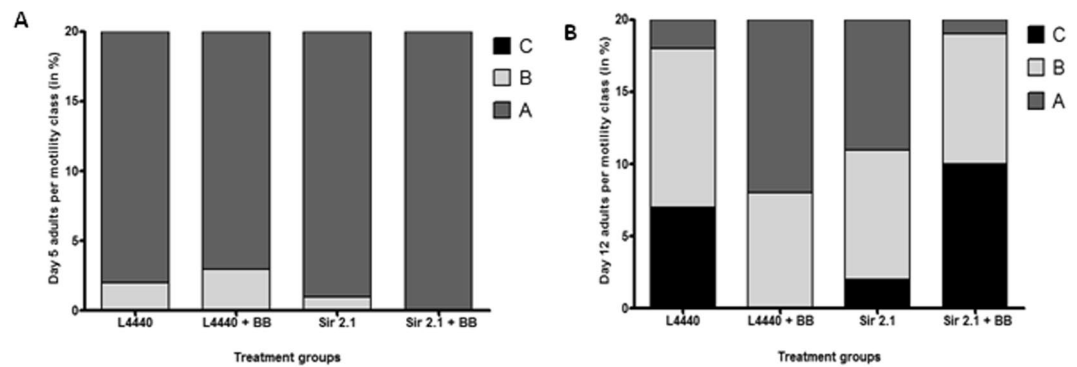 A
Day 5 adults per motility class (in %)
20
15
10
5
0
L4440
L4440 + BB
Sir 2.1
Sir 2.1 + BB
Treatment groups
C
B
A
B
Day 12 adults per motility class (in %)
20
15
10
5
0
L4440
L4440 + BB
Sir 2.1
Sir 2.1 + BB
Treatment groups
C
B
A